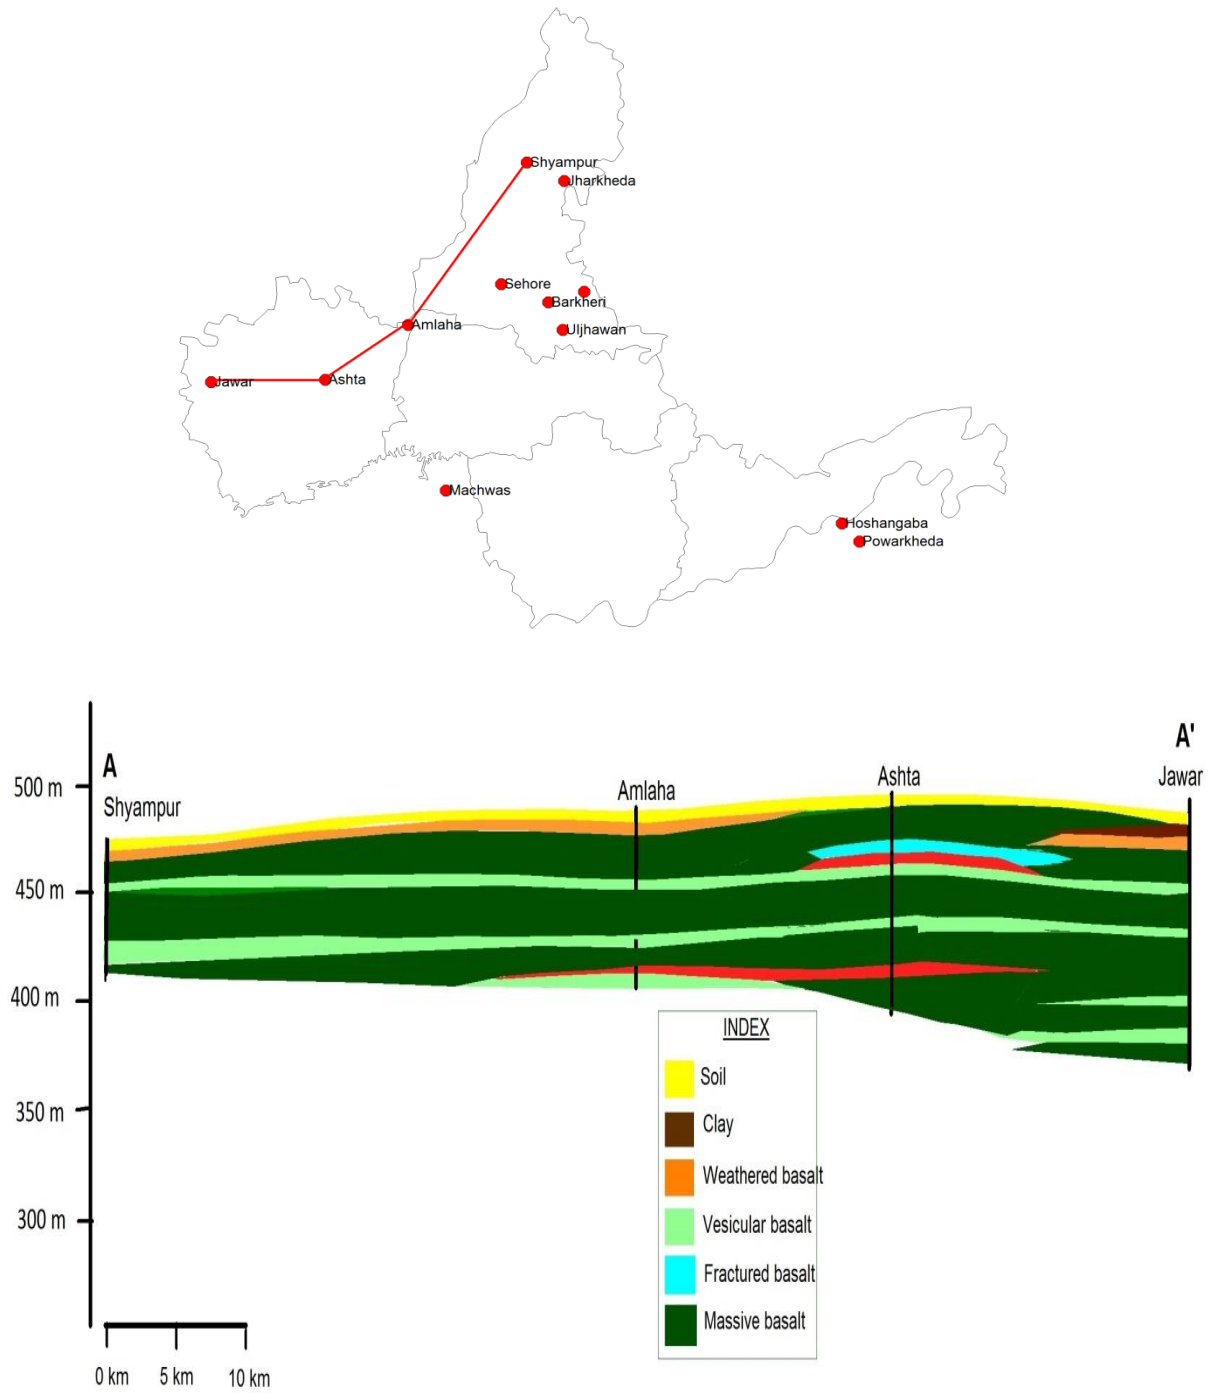 Shyampur
Jharkheda
Sehore
Barkheri
Amlaha
Uljhawan
Jawar
Ashta
Machwas
Hoshangaba
Powarkheda
A'
A
Ashta
Jawar
500 m
Amlaha
Shyampur
450 m
400 m
INDEX
Soil
350 m
Clay
Weathered basalt
300 m
Vesicular basalt
Fractured basalt
Massive basalt
0 km
5 km
10 km